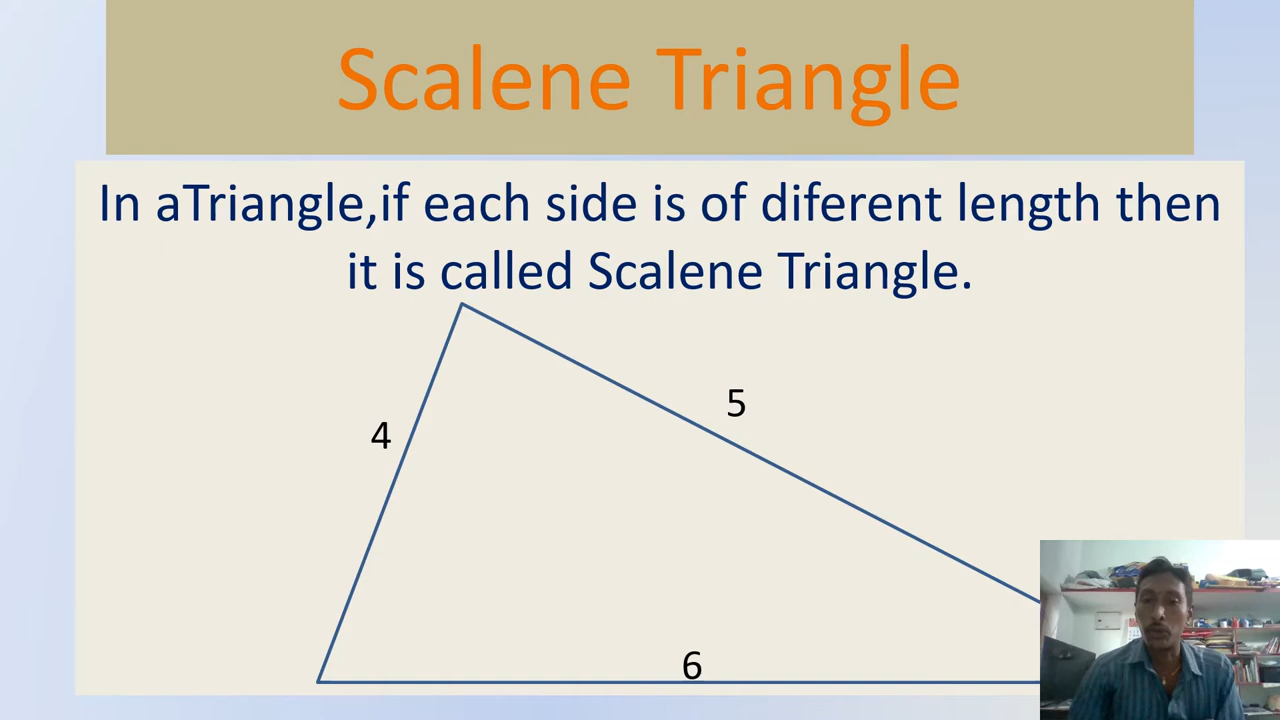 Scalene Triangle
In aTriangle,if each side is of diferent length then
it is called Scalene Triangle.
5
4
6